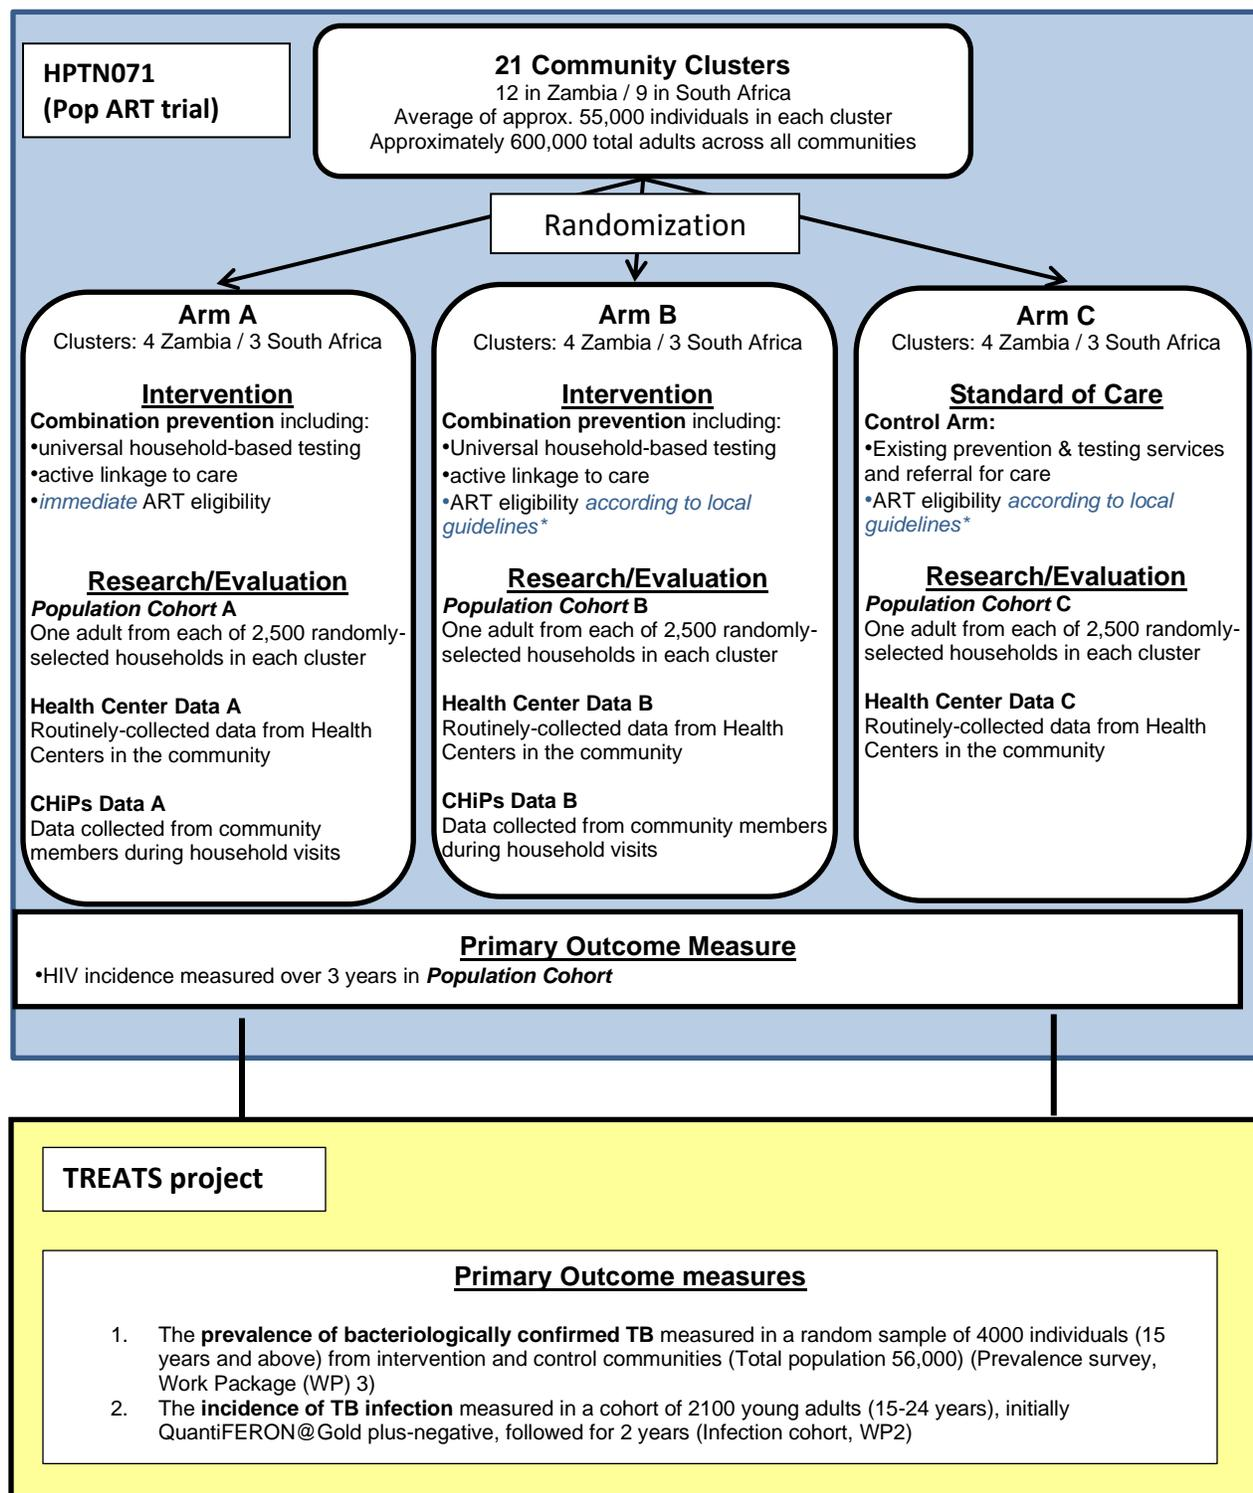 HPTN071
(Pop ART trial)
21 Community Clusters
12 in Zambia / 9 in South Africa
Average of approx. 55,000 individuals in each cluster
Approximately 600,000 total adults across all communities
Randomization
Arm A
Clusters: 4 Zambia / 3 South Africa
Intervention
Combination prevention including:
•universal household-based testing
•active linkage to care
•immediate ART eligibility
Research/Evaluation
Population Cohort A
One adult from each of 2,500 randomly-
selected households in each cluster
Health Center Data A
Routinely-collected data from Health
Centers in the community
CHiPs Data A
Data collected from community
members during household visits
Arm B
Clusters: 4 Zambia / 3 South Africa
Intervention
Combination prevention including:
•Universal household-based testing
•active linkage to care
•ART eligibility according to local
guidelines*
Research/Evaluation
Population Cohort B
One adult from each of 2,500 randomly-
selected households in each cluster
Health Center Data B
Routinely-collected data from Health
Centers in the community
CHiPs Data B
Data collected from community members
during household visits
Arm C
Clusters: 4 Zambia / 3 South Africa
Standard of Care
Control Arm:
•Existing prevention & testing services
and referral for care
•ART eligibility according to local
guidelines*
Research/Evaluation
Population Cohort C
One adult from each of 2,500 randomly-
selected households in each cluster
Health Center Data C
Routinely-collected data from Health
Centers in the community
Primary Outcome Measure
•HIV incidence measured over 3 years in Population Cohort
TREATS project
Primary Outcome measures
1. The prevalence of bacteriologically confirmed TB measured in a random sample of 4000 individuals (15
years and above) from intervention and control communities (Total population 56,000) (Prevalence survey,
Work Package (WP) 3)
2. The incidence of TB infection measured in a cohort of 2100 young adults (15-24 years), initially
QuantiFERON@Gold plus-negative, followed for 2 years (Infection cohort, WP2)